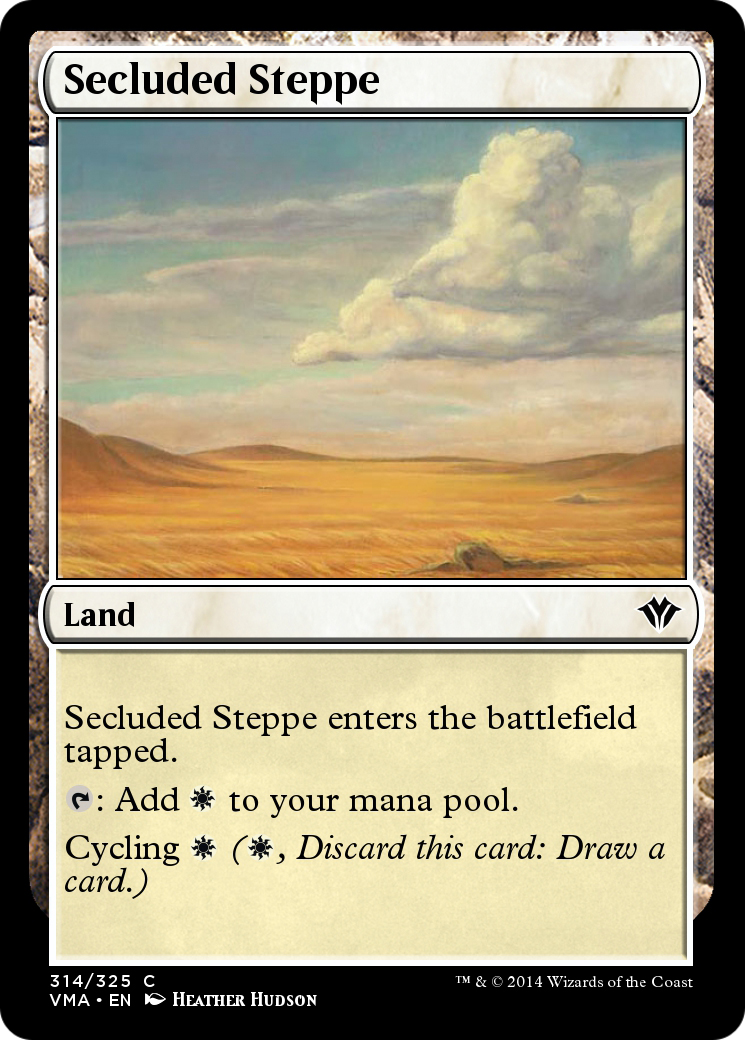 Secluded Steppe
Land
Secluded Steppe enters the battlefield
tapped.
: Add to your mana pool.
Cycling (, Discard this card: Draw a
card.)
314/325 C
™ & © 2014 Wizards of the Coast
VMA • EN Heather Hudson